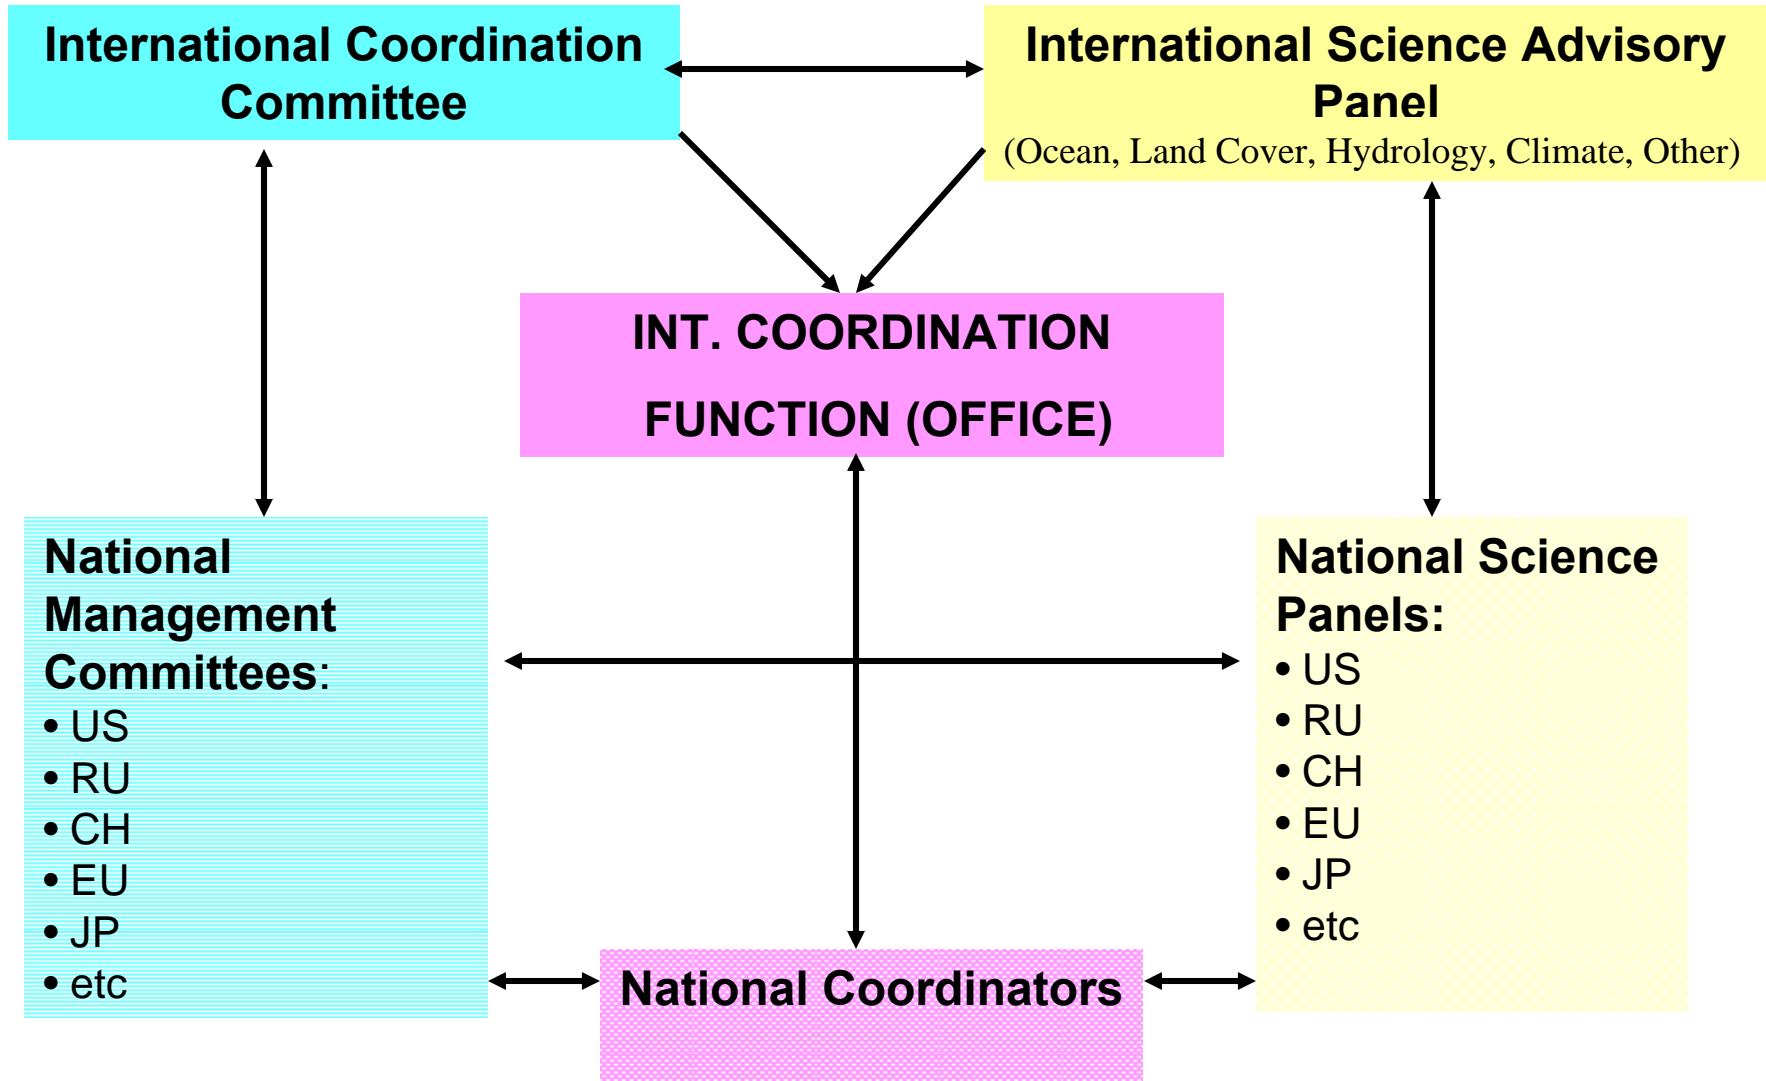 International Coordination
Committee
International Science Advisory
Panel
(Ocean, Land Cover, Hydrology, Climate, Other)
INT. COORDINATION
FUNCTION (OFFICE)
National
Management
Committees:
• US
• RU
• CH
• EU
• JP
• etc
National Science
Panels:
• US
• RU
• CH
• EU
• JP
• etc
National Coordinators